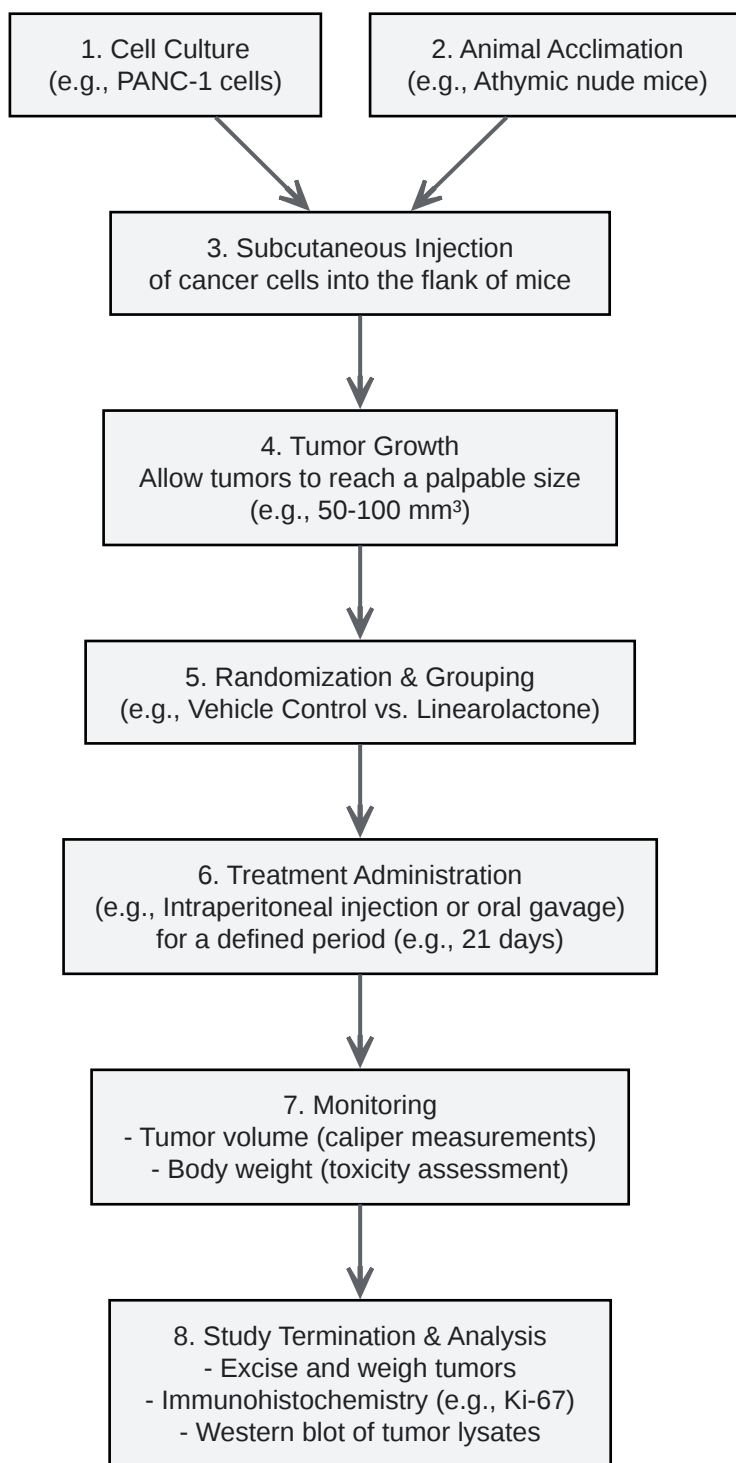 1. Cell Culture
(e.g., PANC-1 cells)
2. Animal Acclimation
(e.g., Athymic nude mice)
3. Subcutaneous Injection
of cancer cells into the flank of mice
4. Tumor Growth
Allow tumors to reach a palpable size
(e.g., 50-100 mm³)
5. Randomization & Grouping
(e.g., Vehicle Control vs. Linearolactone)
6. Treatment Administration
(e.g., Intraperitoneal injection or oral gavage)
for a defined period (e.g., 21 days)
7. Monitoring
- Tumor volume (caliper measurements)
- Body weight (toxicity assessment)
8. Study Termination & Analysis
- Excise and weigh tumors
- Immunohistochemistry (e.g., Ki-67)
- Western blot of tumor lysates